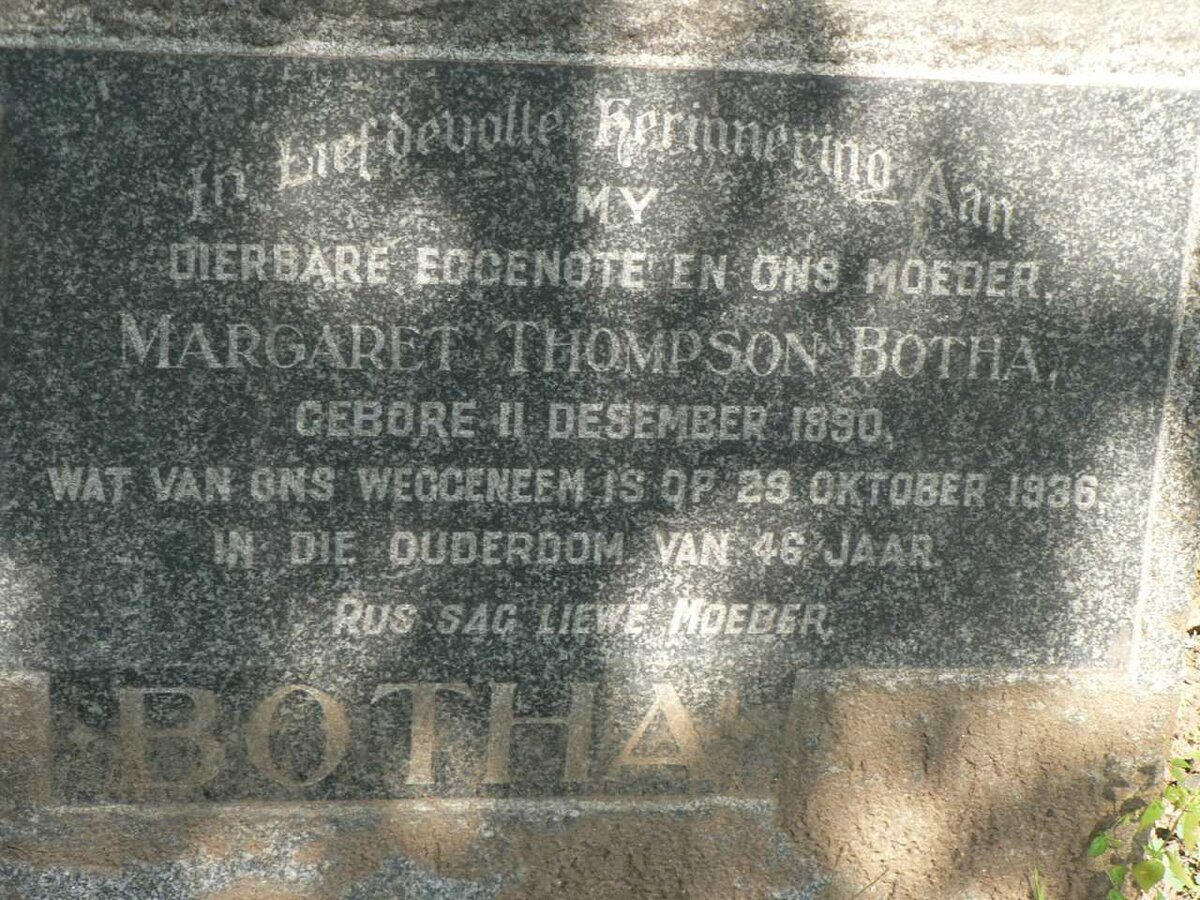 In Liefdevolle Herinnering Aan
MY
DIERBARE EGGENOTE EN ONS MOEDER,
MARGARET THOMPSON BOTHA,
GEBORE 11 DESEMBER 1890,
WAT VAN ONS WEGGENEEM IS OP 29 OKTOBER 1936,
IN DIE OUDERDOM VAN 46 JAAR.
RUS SAG LIEWE MOEDER,
BOTHA